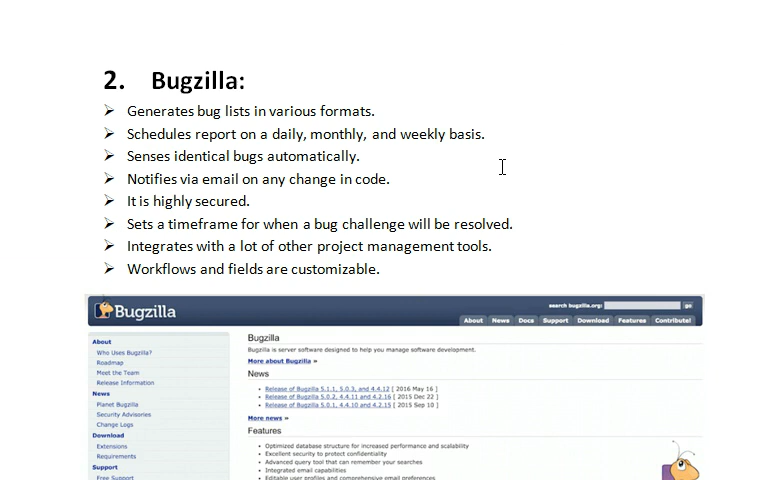 2. Bugzilla:
➢ Generates bug lists in various formats.
➢ Schedules report on a daily, monthly, and weekly basis.
➢ Senses identical bugs automatically.
➢ Notifies via email on any change in code.
➢ It is highly secured.
➢ Sets a timeframe for when a bug challenge will be resolved.
➢ Integrates with a lot of other project management tools.
➢ Workflows and fields are customizable.
Bugzilla
search bugzilla.org: go
About News Docs Support Download Features Contribute!
About
Who Uses Bugzilla?
Roadmap
Meet the Team
Release Information
News
Planet Bugzilla
Security Advisories
Change Logs
Download
Extensions
Requirements
Support
Free Support
Bugzilla
Bugzilla is server software designed to help you manage software development.
More about Bugzilla »
News
• Release of Bugzilla 5.1.1, 5.0.3, and 4.4.12 [ 2016 May 16 ]
• Release of Bugzilla 5.0.2, 4.4.11 and 4.2.16 [ 2015 Dec 22 ]
• Release of Bugzilla 5.0.1, 4.4.10 and 4.2.15 [ 2015 Sep 10 ]
More news »
Features
• Optimized database structure for increased performance and scalability
• Excellent security to protect confidentiality
• Advanced query tool that can remember your searches
• Integrated email capabilities
• Editable user profiles and comprehensive email preferences